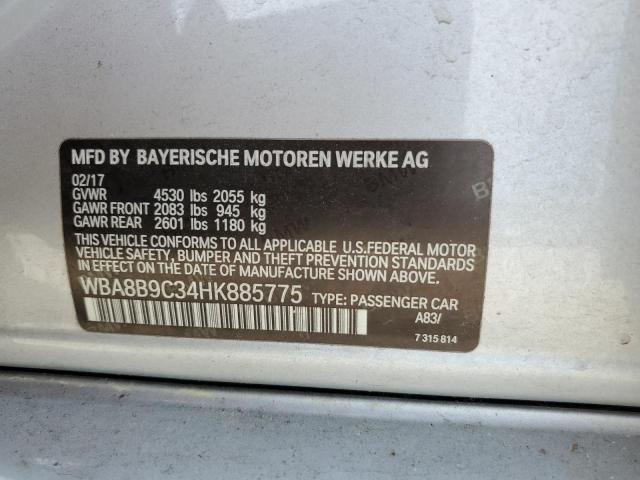 MFD BY BAYERISCHE MOTOREN WERKE AG
02/17
GVWR 4530 lbs 2055 kg
GAWR FRONT 2083 lbs 945 kg
GAWR REAR 2601 lbs 1180 kg
THIS VEHICLE CONFORMS TO ALL APPLICABLE U.S.FEDERAL MOTOR
VEHICLE SAFETY, BUMPER AND THEFT PREVENTION STANDARDS
IN EFFECT ON THE DATE OF MANUFACTURE SHOWN ABOVE.
WBA8B9C34HK885775 TYPE: PASSENGER CAR
A83/
7 315 814